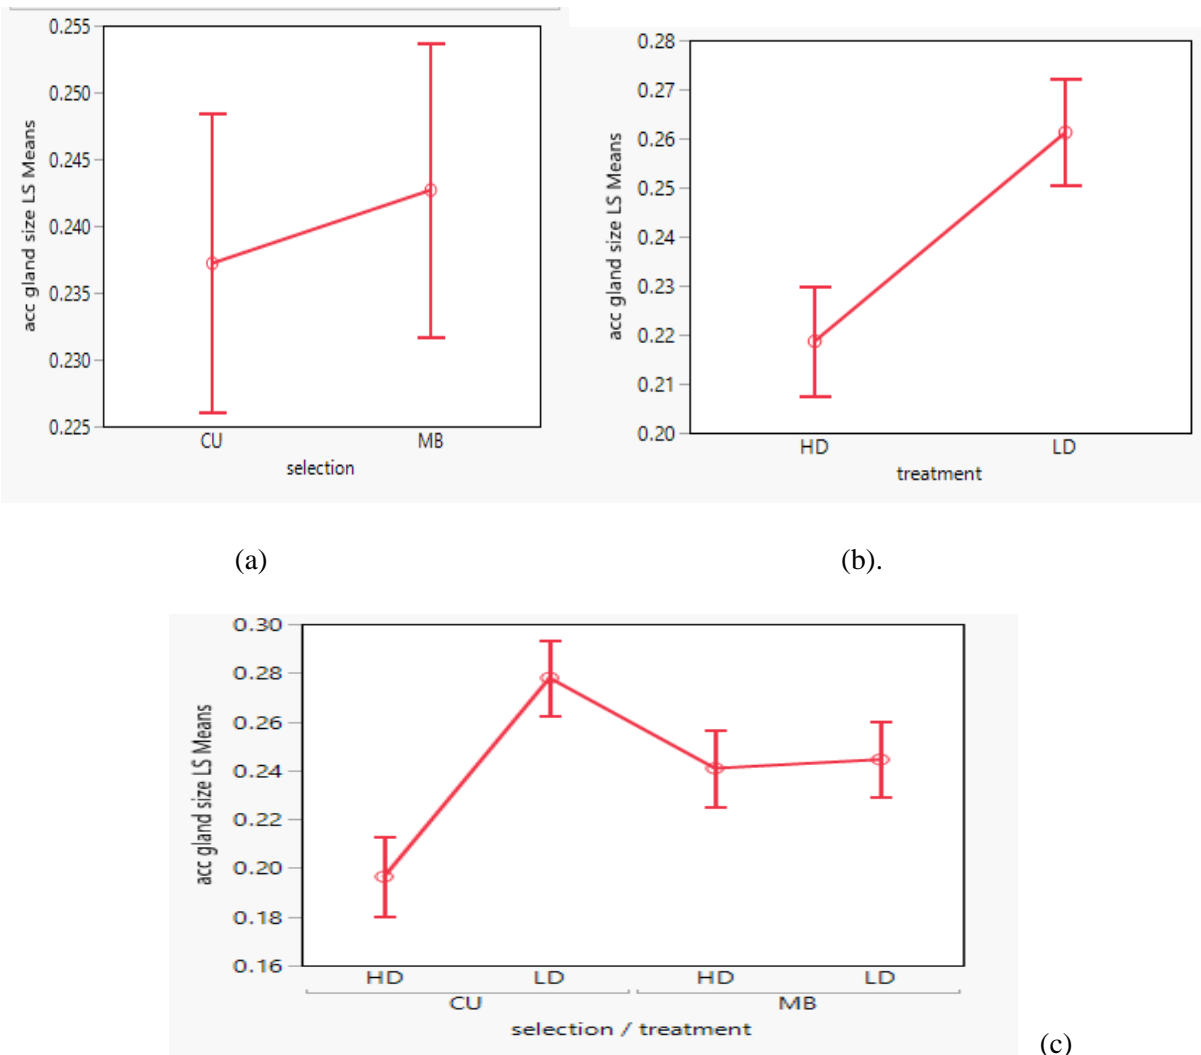 0.255
0.250
0.245
0.240
0.235
0.230
0.225
acc gland size LS Means
CU MB
selection
0.28
0.27
0.26
0.25
0.24
0.23
0.22
0.21
0.20
acc gland size LS Means
HD LD
treatment
(a) (b).
0.30
0.28
0.26
0.24
0.22
0.20
0.18
0.16
acc gland size LS Means
HD LD HD LD
CU MB
selection / treatment
(c)